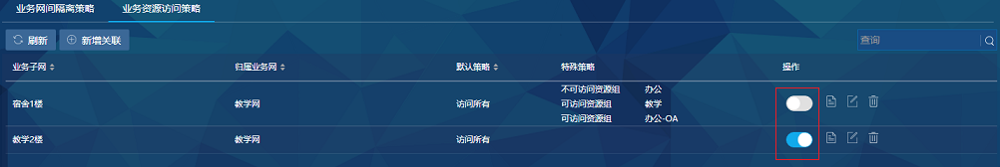 业务网间隔离策略 业务资源访问策略
刷新 新增关联 查询
业务子网 归属业务网 默认策略 特殊策略 操作
不可访问资源组 办公
宿舍1楼 教学网 访问所有 可访问资源组 教学
可访问资源组 办公-OA
教学2楼 教学网 访问所有